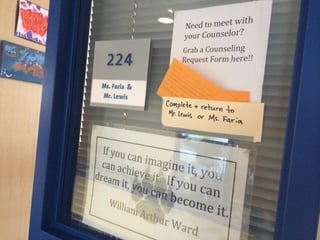 224
Ms. Faria &
Mr. Lewis
Need to meet with
your Counselor?
Grab a Counseling
Request Form here!!
Complete + return to
Mr. Lewis or Ms. Faria
If you can imagine it, you
can achieve it. If you can
dream it, you can become it.
William Arthur Ward